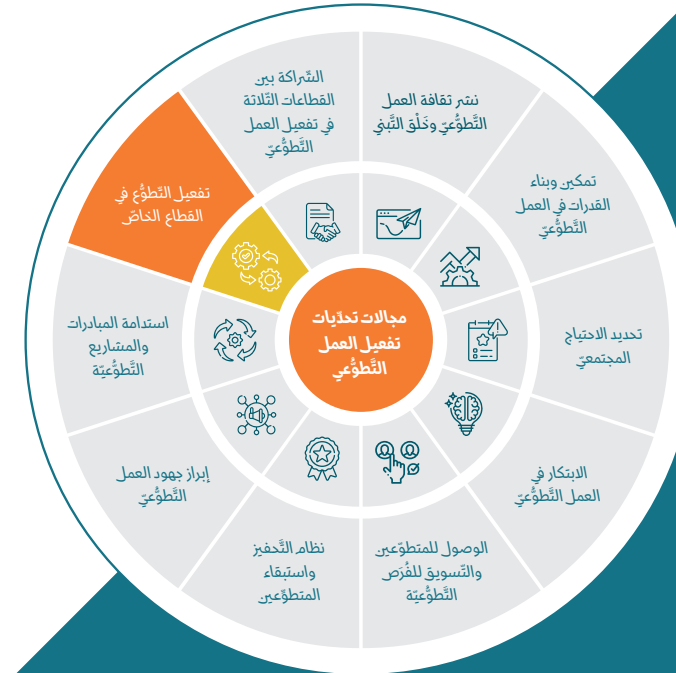 مجالات تحدّيات
تفعيل العمل
التَّطوُّعي
نشر ثقافة العمل
التَّطوُّعيّ وخَلْق التَّبنّي
تمكين وبناء
القدرات في العمل
التَّطوُّعيّ
تحديد الاحتياج
المجتمعيّ
الابتكار في
العمل التَّطوُّعيّ
الوصول للمتطوّعين
والتّسويق للفُرَص
التَّطوُّعيّة
نظام التَّحفيز
واستبقاء
المتطوِّعين
إبراز جهود العمل
التَّطوُّعيّ
استدامة المبادرات
والمشاريع
التَّطوُّعيّة
تفعيل التَّطوُّع في
القطاع الخاصّ
الشّراكة بين
القطاعات الثّلاثة
في تفعيل العمل
التَّطوُّعيّ